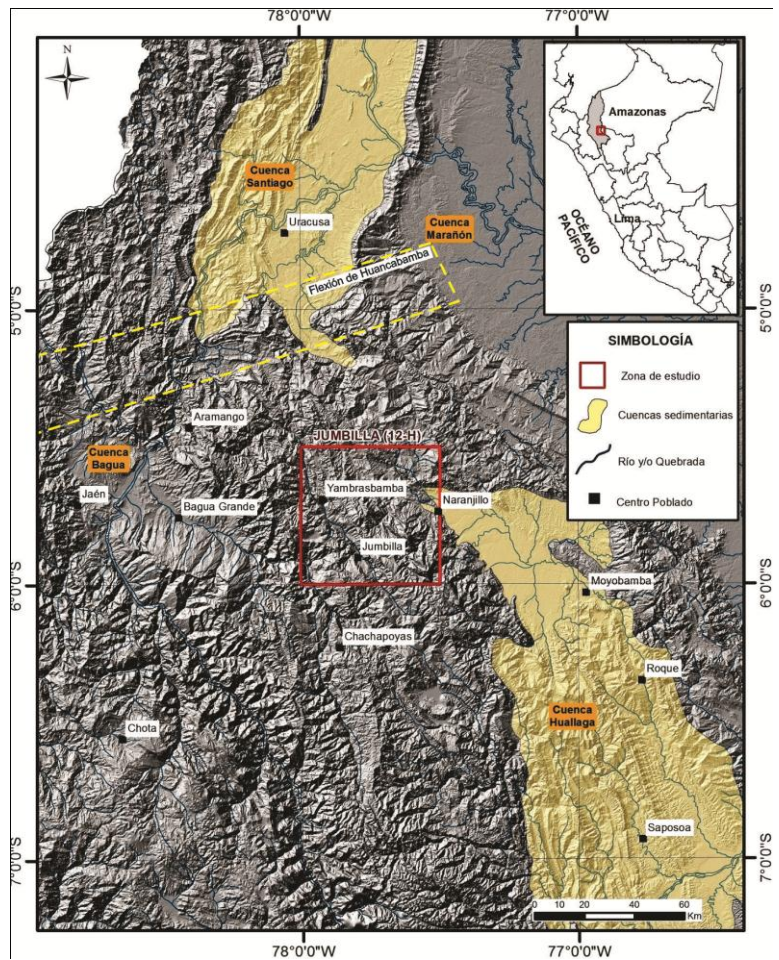 78°0'0"W
77°0'0"W
N
Amazonas
Lima
OCÉANO
PACÍFICO
Cuenca
Santiago
Uracusa
Cuenca
Marañón
Flexión de Huancabamba
5°0'0"S
5°0'0"S
SIMBOLOGÍA
Zona de estudio
Cuencas sedimentarias
Río y/o Quebrada
Centro Poblado
Aramango
JUMBILLA (12-H)
Cuenca
Bagua
Jaén
Bagua Grande
Yambrasbamba
Naranjillo
Jumbilla
6°0'0"S
6°0'0"S
Moyobamba
Chachapoyas
Roque
Cuenca
Huallaga
Chota
Saposoa
7°0'0"S
7°0'0"S
0 20 40 60
Km
78°0'0"W
77°0'0"W